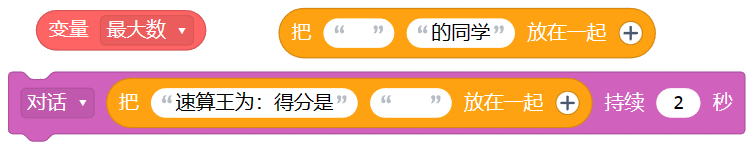 变量 最大数 把 “ ” “的同学” 放在一起
对话 把 “速算王为：得分是” “ ” 放在一起 持续 2 秒